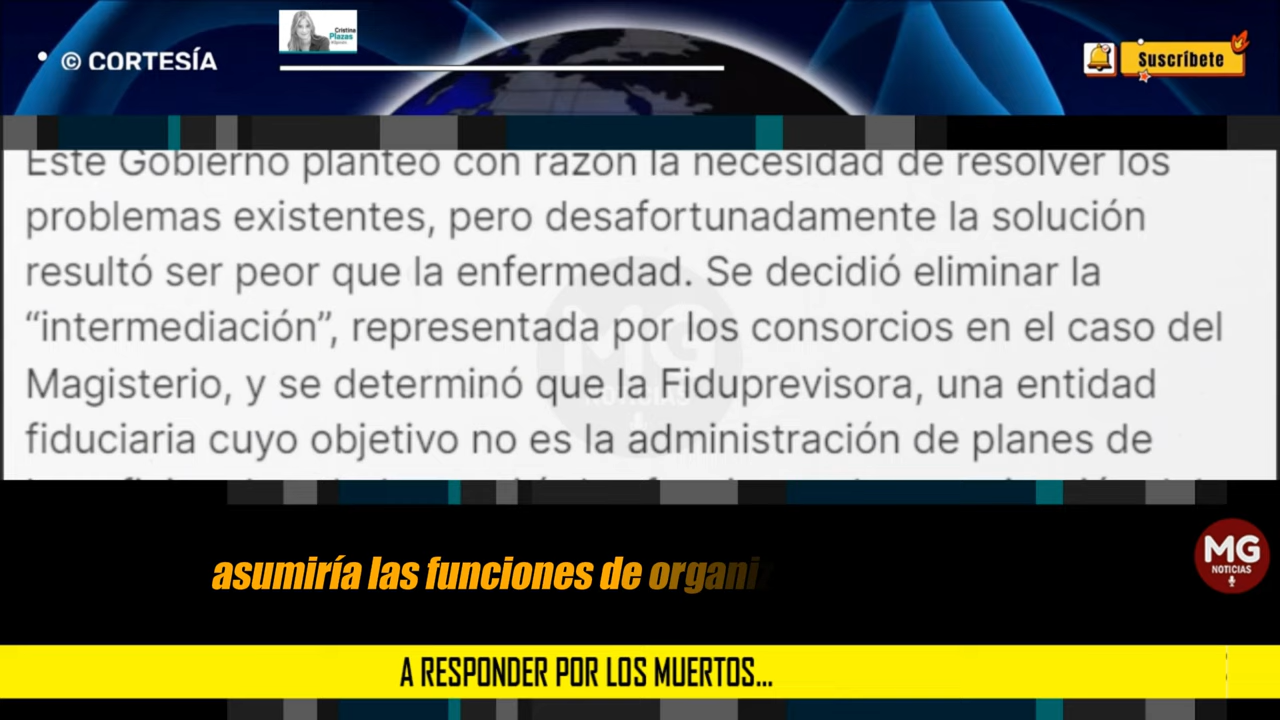 © CORTESÍA
Cristina
Plazas
Suscríbete
Este Gobierno planteó con razón la necesidad de resolver los
problemas existentes, pero desafortunadamente la solución
resultó ser peor que la enfermedad. Se decidió eliminar la
“intermediación”, representada por los consorcios en el caso del
Magisterio, y se determinó que la Fiduprevisora, una entidad
fiduciaria cuyo objetivo no es la administración de planes de
MG
NOTICIAS
asumiría las funciones de organi
MG
NOTICIAS
A RESPONDER POR LOS MUERTOS...